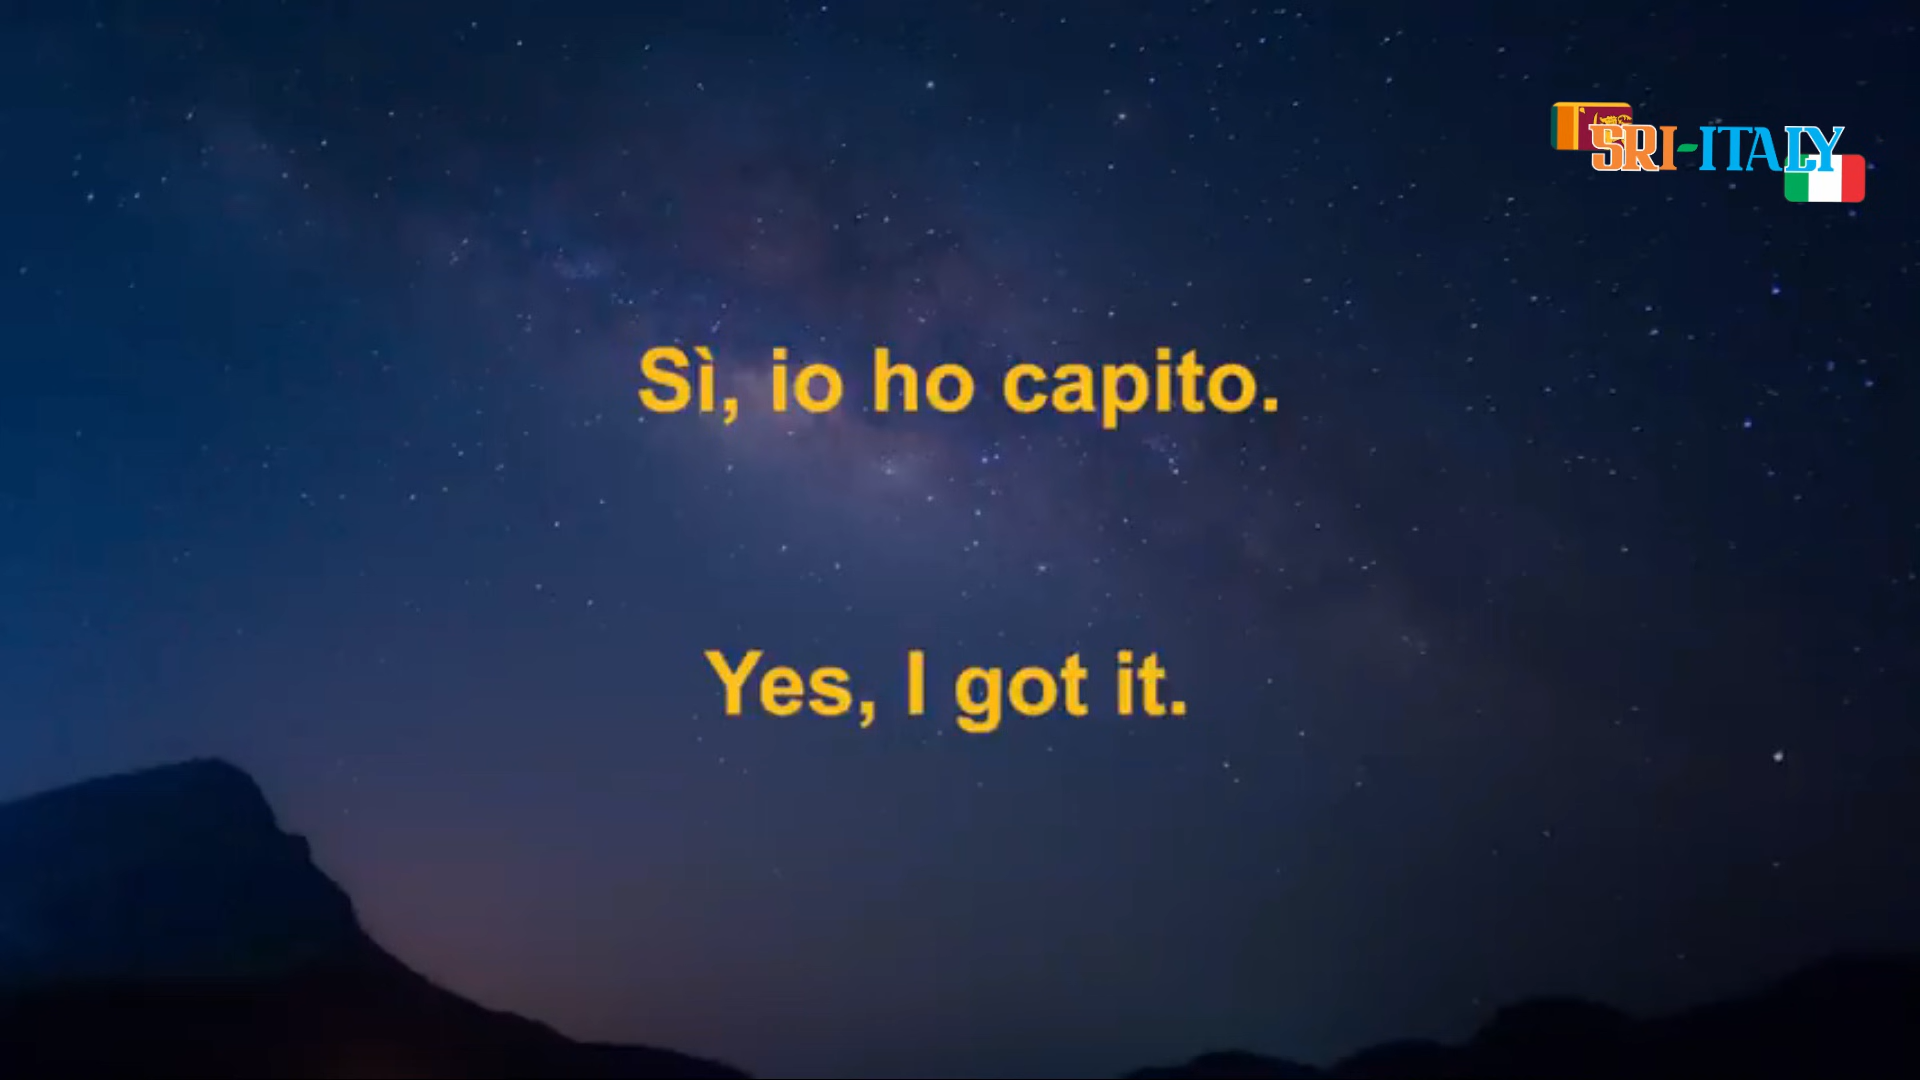 SRI-ITALY
Sì, io ho capito.
Yes, I got it.